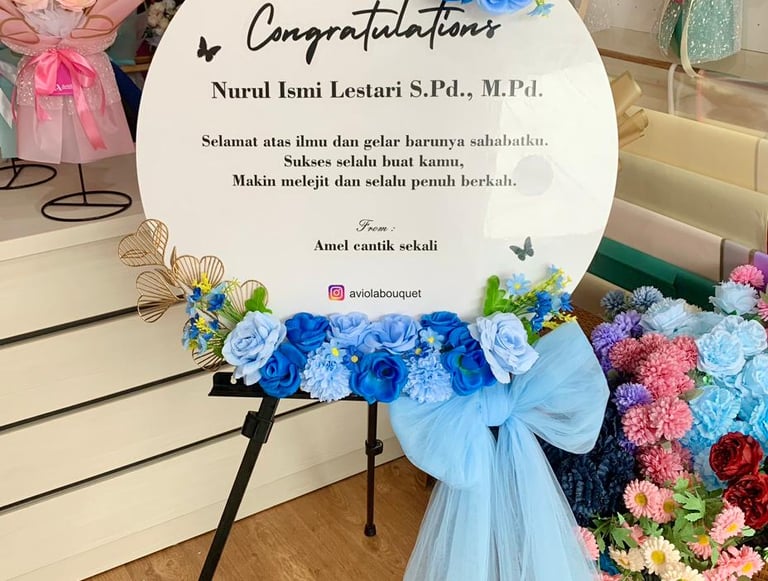 Congratulations
Nurul Ismi Lestari S.Pd., M.Pd.
Selamat atas ilmu dan gelar barunya sahabatku.
Sukses selalu buat kamu,
Makin melejit dan selalu penuh berkah.
From :
Amel cantik sekali
aviolabouquet